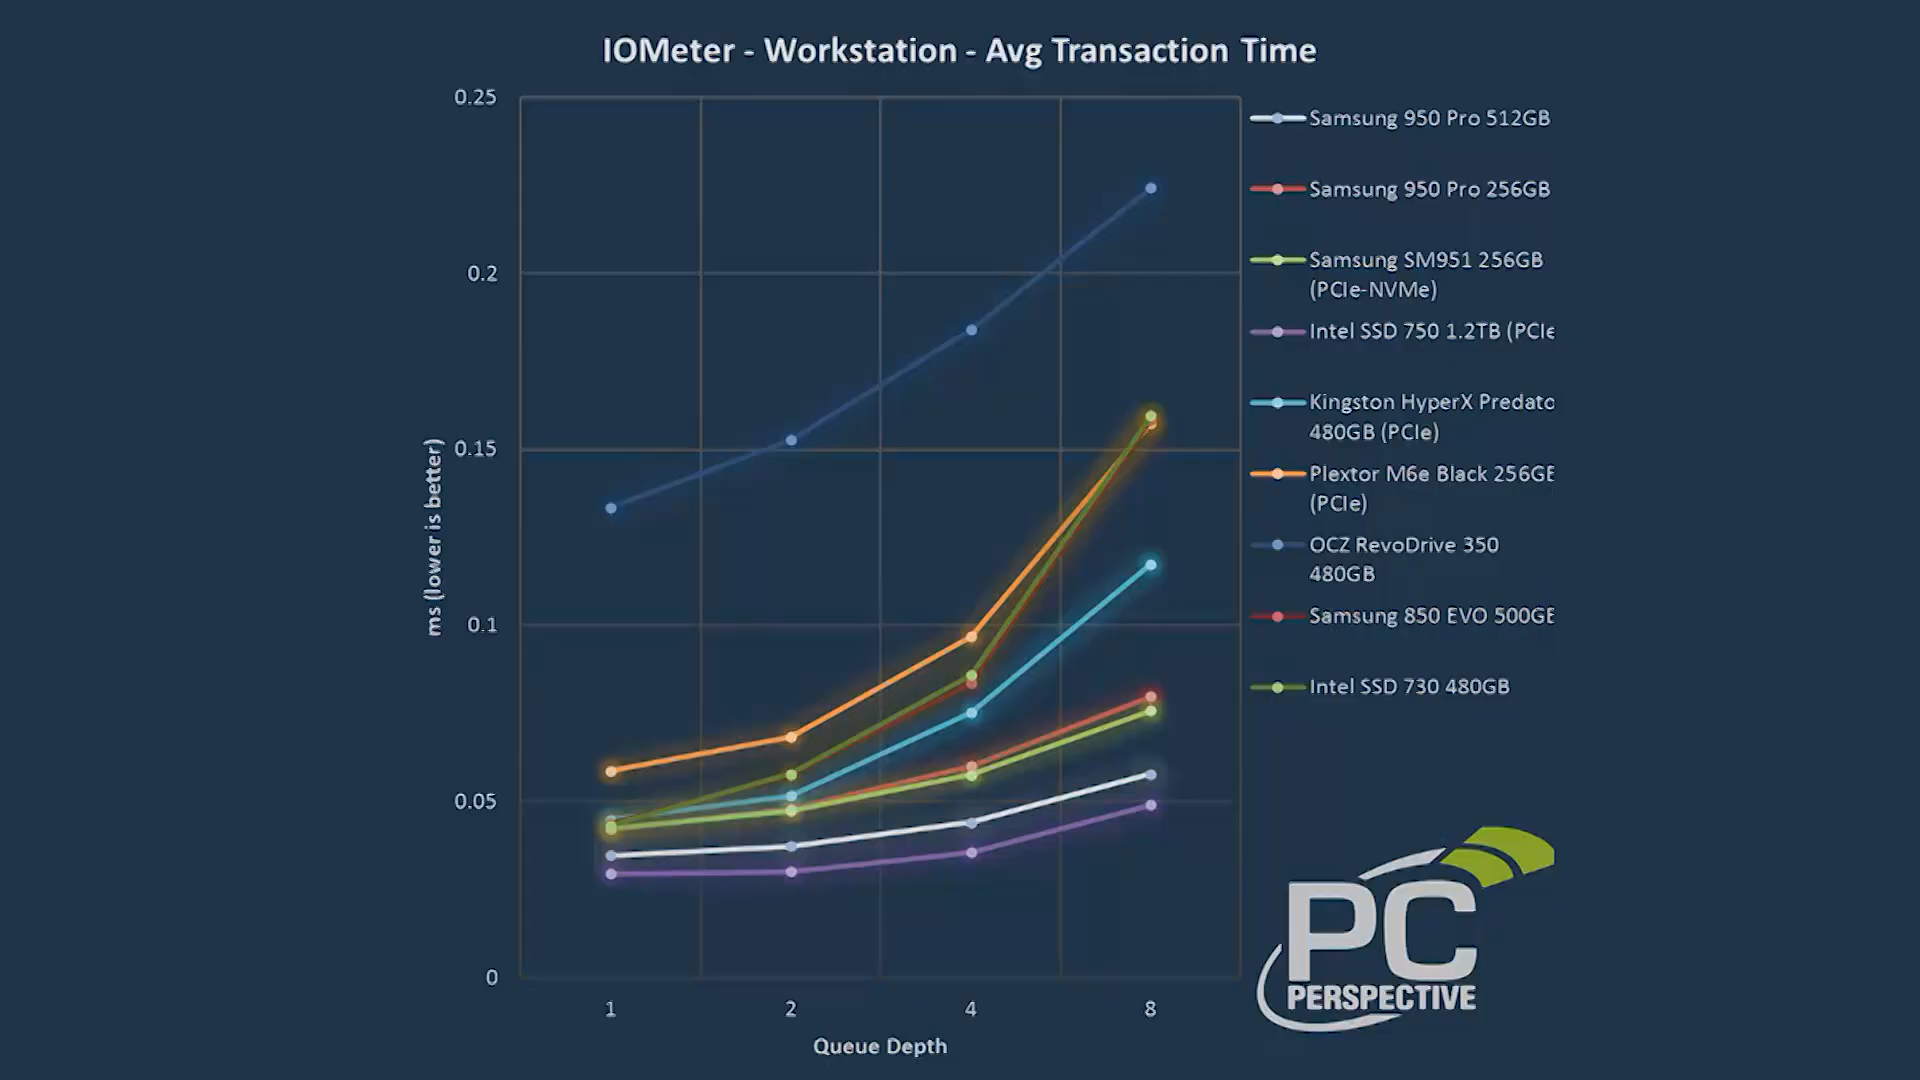 IOMeter - Workstation - Avg Transaction Time
0.25
0.2
0.15
0.1
0.05
0
ms (lower is better)
1 2 4 8
Queue Depth
Samsung 950 Pro 512GB
Samsung 950 Pro 256GB
Samsung SM951 256GB
(PCIe-NVMe)
Intel SSD 750 1.2TB (PCIe
Kingston HyperX Predato
480GB (PCIe)
Plextor M6e Black 256GB
(PCIe)
OCZ RevoDrive 350
480GB
Samsung 850 EVO 500GB
Intel SSD 730 480GB
PC
PERSPECTIVE